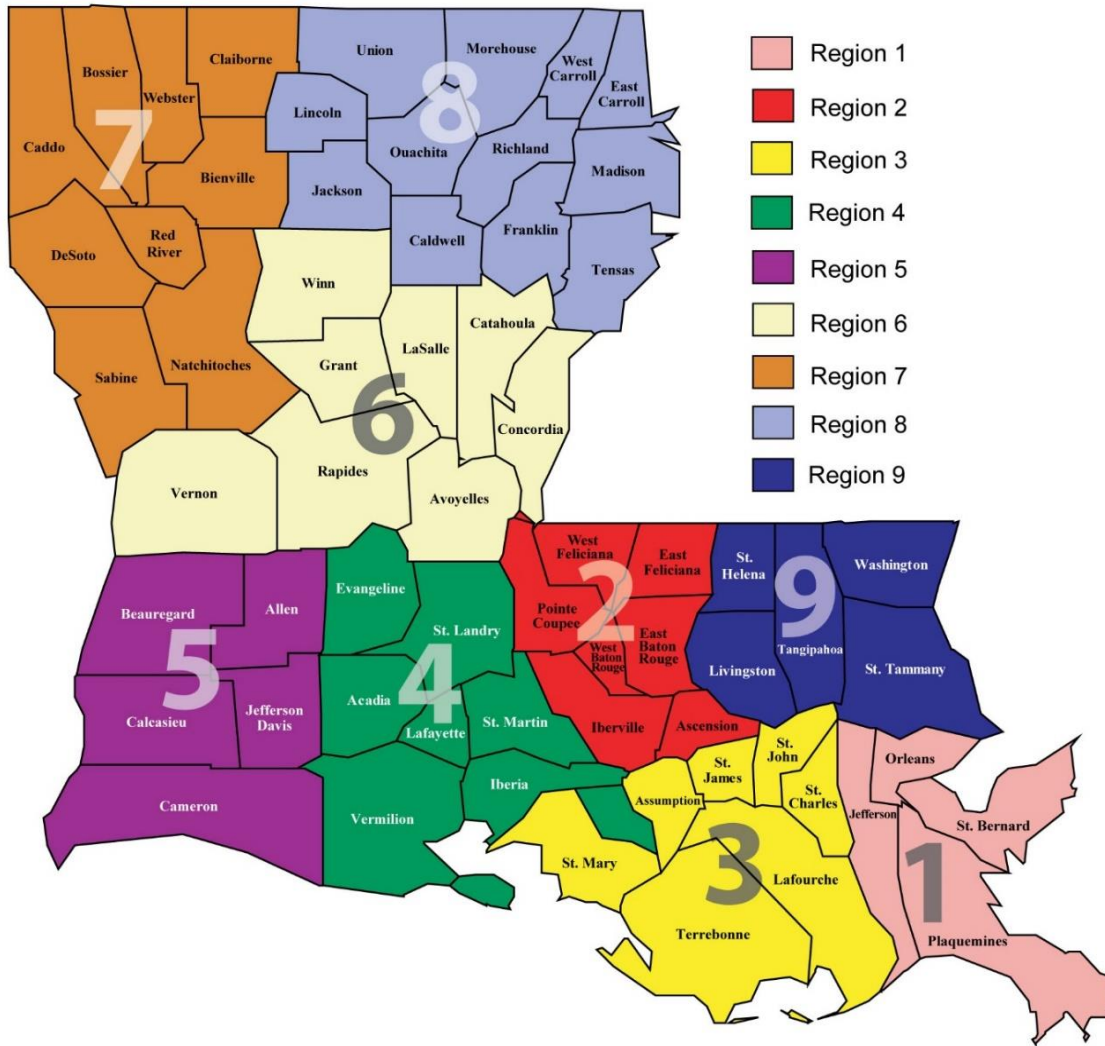 Union
Morehouse
West
Carroll
East
Carroll
Claiborne
Bossier
Webster
Lincoln
8
7
Caddo
Ouachita
Richland
Madison
Bienville
Jackson
Franklin
Caldwell
Red
River
DeSoto
Tensas
Winn
Catahoula
LaSalle
Grant
Natchitoches
Sabine
6
Concordia
Rapides
Vernon
Avoyelles
West
Feliciana
East
Feliciana
St.
Helena
Washington
Evangeline
2
9
Beauregard
Allen
Pointe
Coupee
St. Landry
West
Baton
Rouge
East
Baton
Rouge
Tangipahoa
St. Tammany
Livingston
5
4
Acadia
Calcasieu
Jefferson
Davis
Lafayette
St. Martin
Iberville
Ascension
St.
John
St.
James
Orleans
Iberia
St.
Charles
Assumption
Cameron
Vermilion
Jefferson
St. Bernard
St. Mary
3
1
Lafourche
Terrebonne
Plaquemines
Region 1
Region 2
Region 3
Region 4
Region 5
Region 6
Region 7
Region 8
Region 9